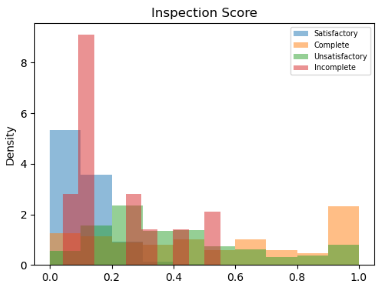 Inspection Score
Satisfactory
Complete
Unsatisfactory
Incomplete
Density
8
6
4
2
0
0.0 0.2 0.4 0.6 0.8 1.0